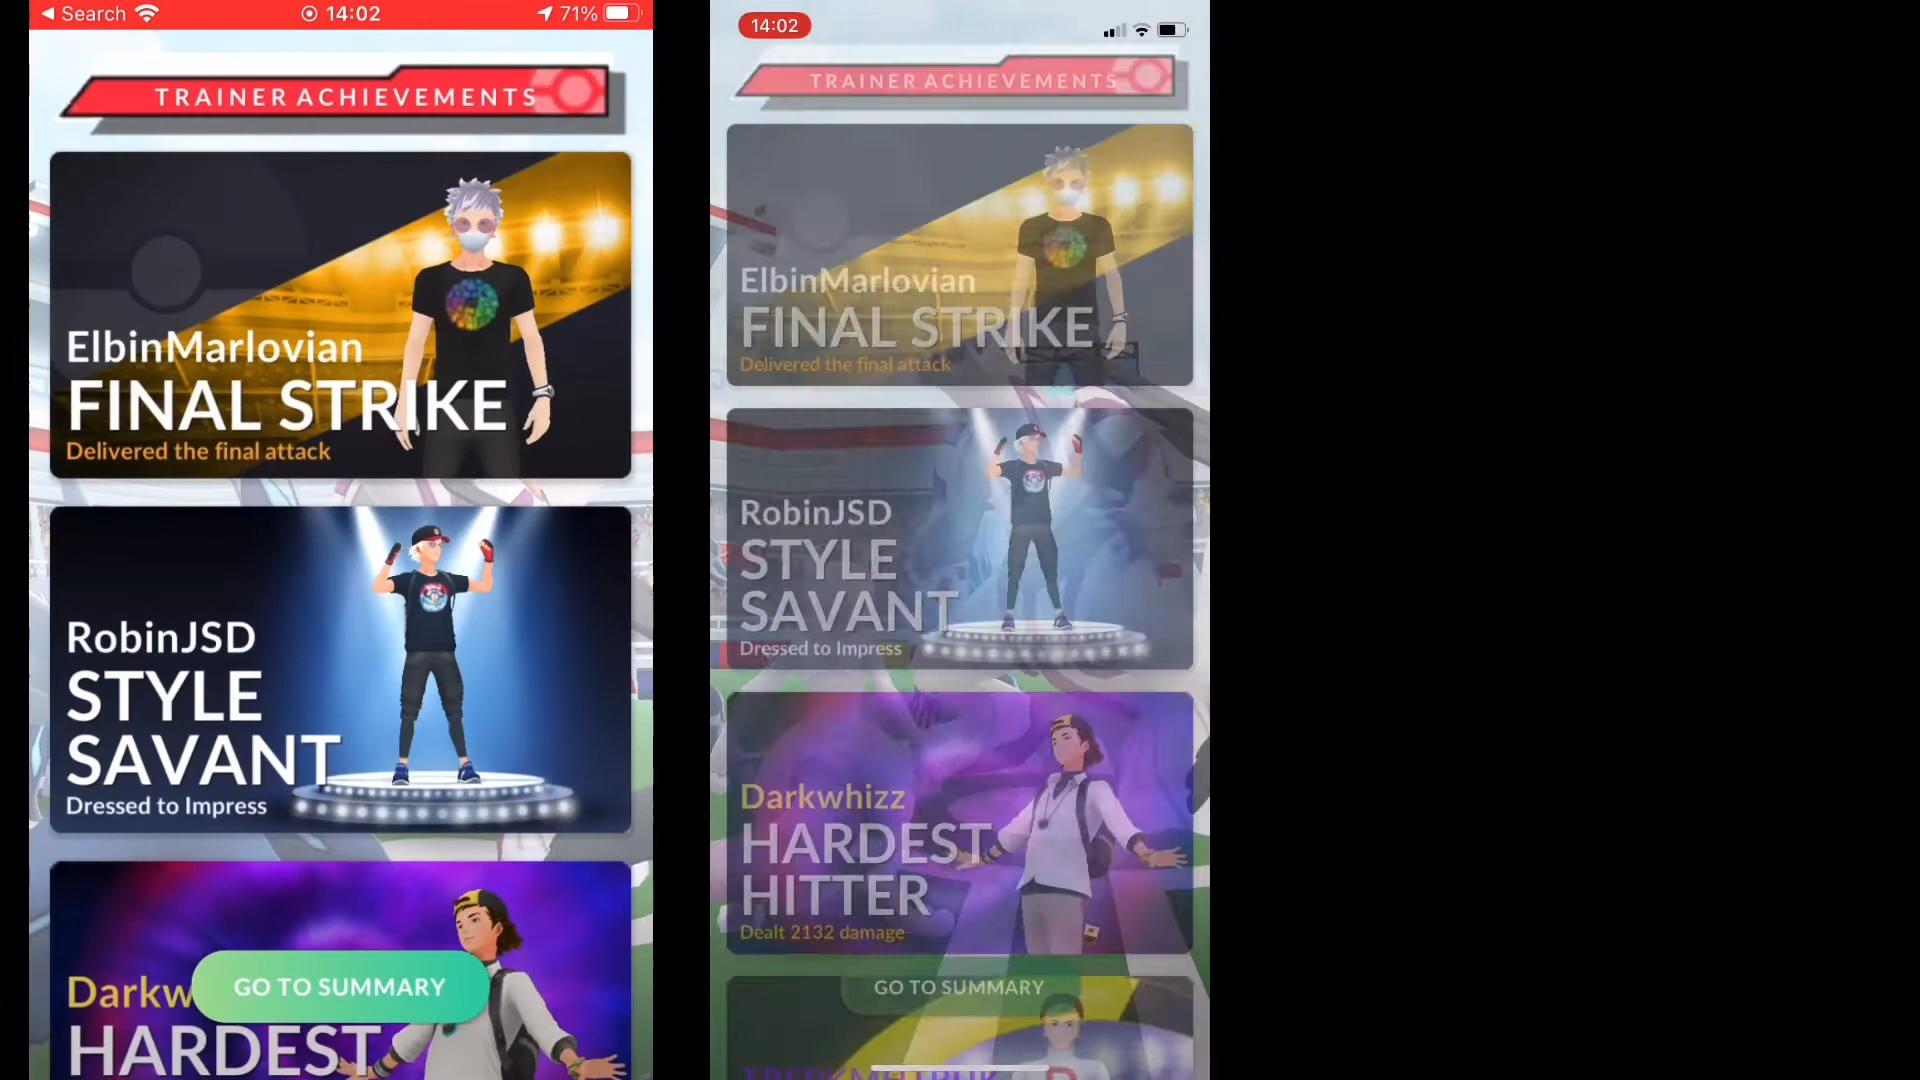 Search
14:02
71%
TRAINER ACHIEVEMENTS
ElbinMarlovian
FINAL STRIKE
Delivered the final attack
RobinJSD
STYLE
SAVANT
Dressed to Impress
Darkw
GO TO SUMMARY
HARDEST
14:02
TRAINER ACHIEVEMENTS
ElbinMarlovian
FINAL STRIKE
Delivered the final attack
RobinJSD
STYLE
SAVANT
Dressed to Impress
Darkwhizz
HARDEST
HITTER
Dealt 2132 damage
GO TO SUMMARY